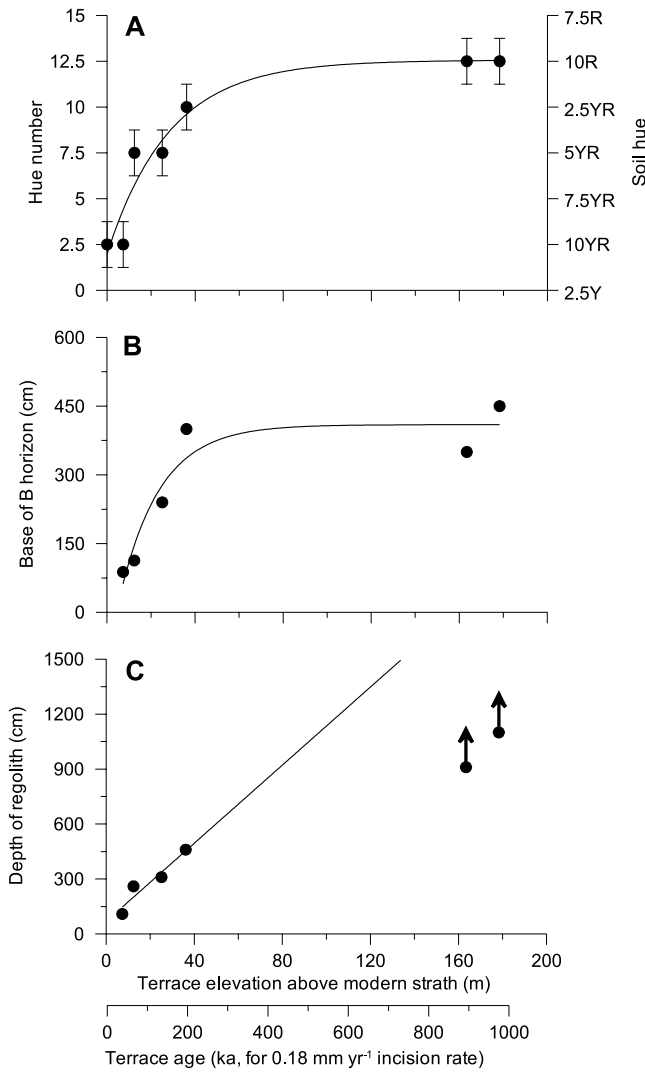 A
15
12.5
10
7.5
5
2.5
0
Hue number
7.5R
10R
2.5YR
5YR
7.5YR
10YR
2.5Y
Soil hue
B
600
450
300
150
0
Base of B horizon (cm)
C
1500
1200
900
600
300
0
Depth of regolith (cm)
0 40 80 120 160 200
Terrace elevation above modern strath (m)
0 200 400 600 800 1000
Terrace age (ka, for 0.18 mm yr⁻¹ incision rate)